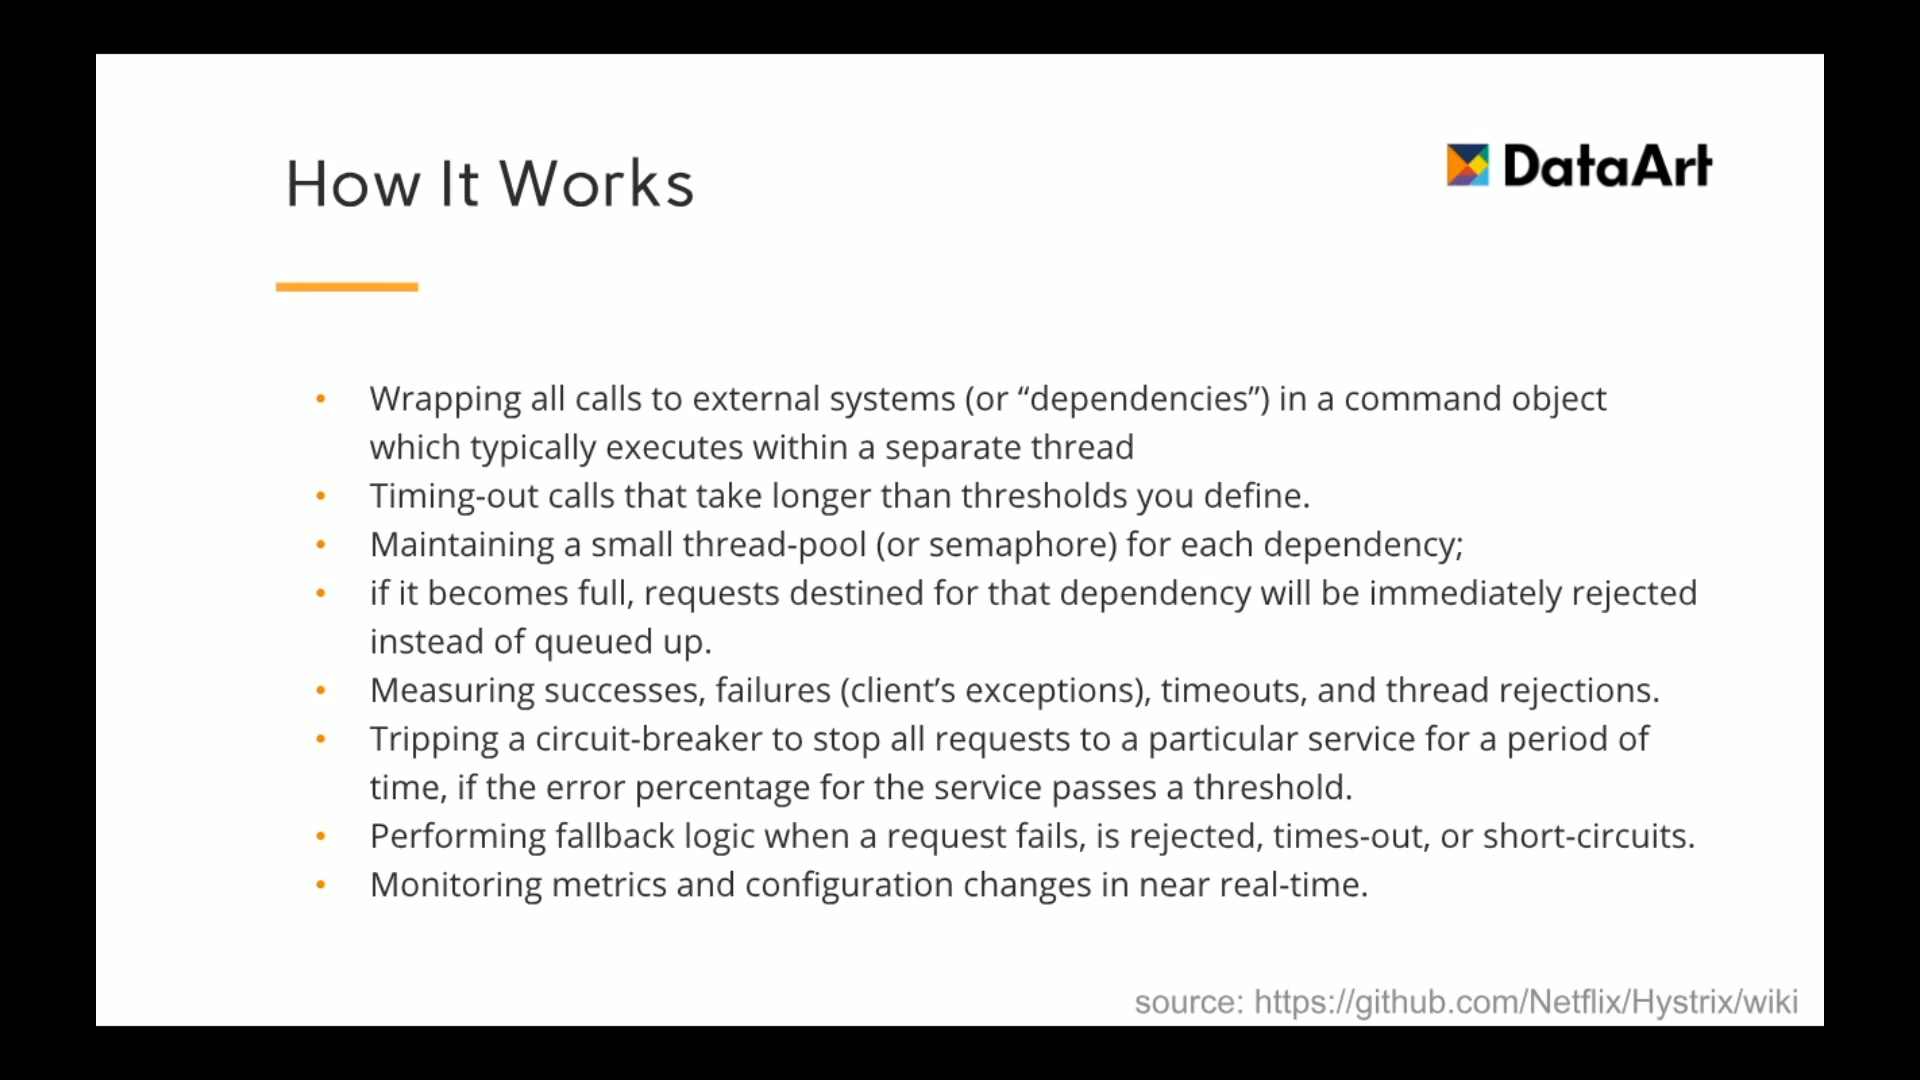 How It Works
DataArt
• Wrapping all calls to external systems (or “dependencies”) in a command object
which typically executes within a separate thread
• Timing-out calls that take longer than thresholds you define.
• Maintaining a small thread-pool (or semaphore) for each dependency;
• if it becomes full, requests destined for that dependency will be immediately rejected
instead of queued up.
• Measuring successes, failures (client’s exceptions), timeouts, and thread rejections.
• Tripping a circuit-breaker to stop all requests to a particular service for a period of
time, if the error percentage for the service passes a threshold.
• Performing fallback logic when a request fails, is rejected, times-out, or short-circuits.
• Monitoring metrics and configuration changes in near real-time.
source: https://github.com/Netflix/Hystrix/wiki